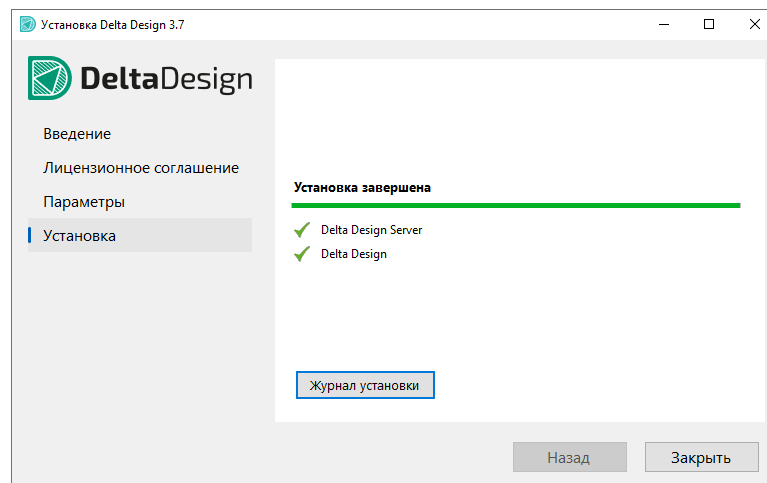 Установка Delta Design 3.7
DeltaDesign
Введение
Лицензионное соглашение
Параметры
Установка
Установка завершена
Delta Design Server
Delta Design
Журнал установки
Назад
Закрыть